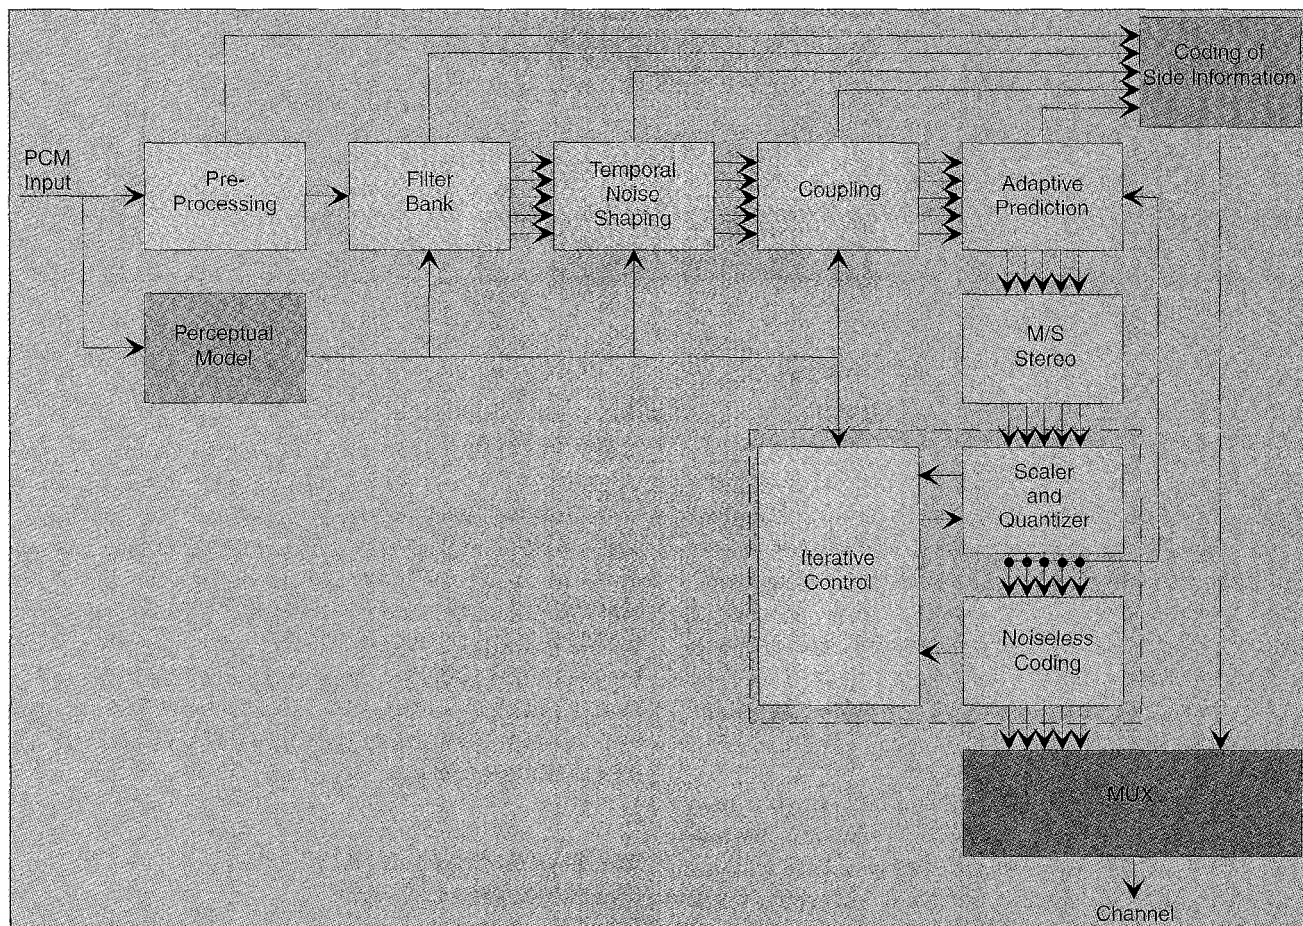 Coding of
Side Information
PCM
Input
Pre-
Processing
Filter
Bank
Temporal
Noise
Shaping
Coupling
Adaptive
Prediction
Perceptual
Model
M/S
Stereo
Scaler
and
Quantizer
Iterative
Control
Noiseless
Coding
MUX
Channel